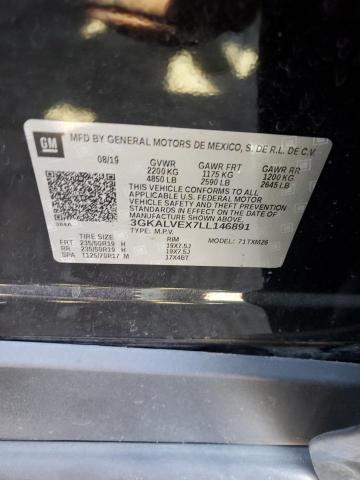 GM
MFD BY GENERAL MOTORS DE MEXICO, S. DE R.L. DE C.V.
08/19 GVWR GAWR FRT GAWR RR
2200 KG 1175 KG 1200 KG
4850 LB 2590 LB 2645 LB
THIS VEHICLE CONFORMS TO ALL
APPLICABLE U.S. FEDERAL MOTOR
VEHICLE SAFETY AND THEFT
PREVENTION STANDARDS IN EFFECT
ON THE DATE OF MANUFACTURE
SHOWN ABOVE.
3GKALVEX7LL146891
TYPE: M.P.V.
TIRE SIZE RIM 71TXM26
FRT 235/50R19 H 19X7.5J
RR 235/50R19 H 19X7.5J
SPA T125/70R17 M 17X4BT